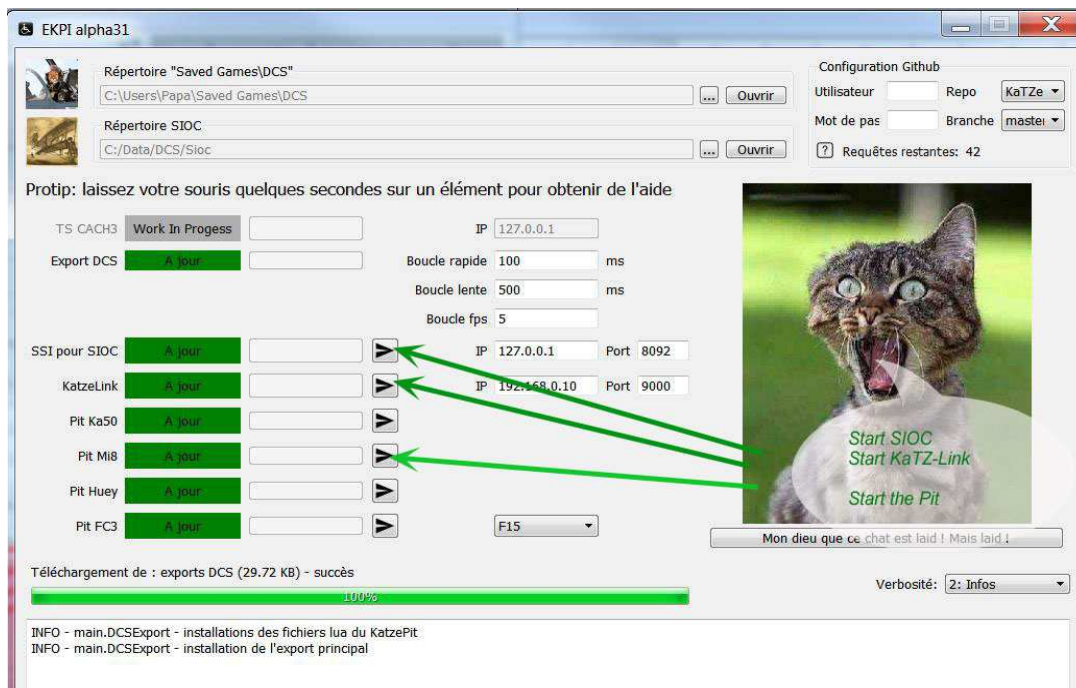 EKPI alpha31
Répertoire "Saved Games\DCS"
C:\Users\Papa\Saved Games\DCS
...
Ouvrir
Répertoire SIOC
C:/Data/DCS/Sioc
...
Ouvrir
Configuration Github
Utilisateur
Repo
KaTZe
Mot de pas
Branche
master
? Requêtes restantes: 42
Protip: laissez votre souris quelques secondes sur un élément pour obtenir de l'aide
TS CACH3
Work In Progess
IP
127.0.0.1
Export DCS
A jour
Boucle rapide
100
ms
Boucle lente
500
ms
Boucle fps
5
SSI pour SIOC
A jour
IP
127.0.0.1
Port
8092
KatzeLink
A jour
IP
192.168.0.10
Port
9000
Pit Ka50
A jour
Pit Mi8
A jour
Pit Huey
A jour
Pit FC3
A jour
F15
Start SIOC
Start KaTZ-Link
Start the Pit
Mon dieu que ce chat est laid ! Mais laid !
Téléchargement de : exports DCS (29.72 KB) - succès
100%
Verbosité:
2: Infos
INFO - main.DCSExport - installations des fichiers lua du KatzePit
INFO - main.DCSExport - installation de l'export principal